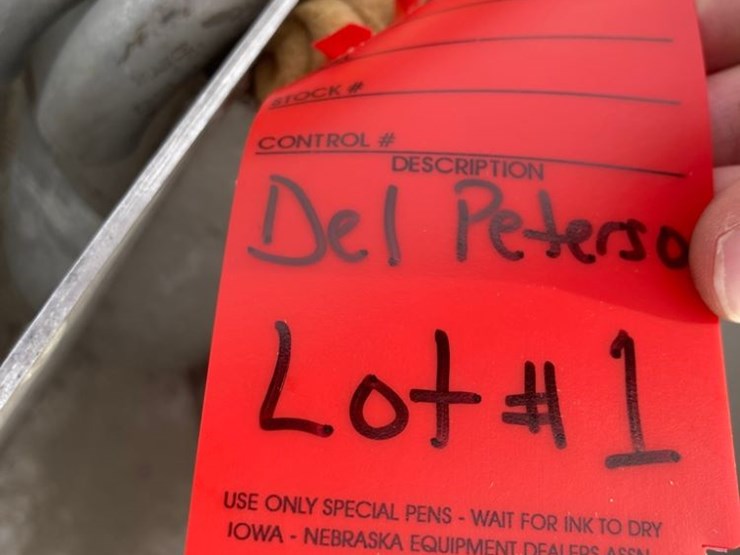 STOCK #
CONTROL #
DESCRIPTION
Del Peterso
Lot # 1
USE ONLY SPECIAL PENS - WAIT FOR INK TO DRY
IOWA - NEBRASKA EQUIPMENT DEALERS ASSN